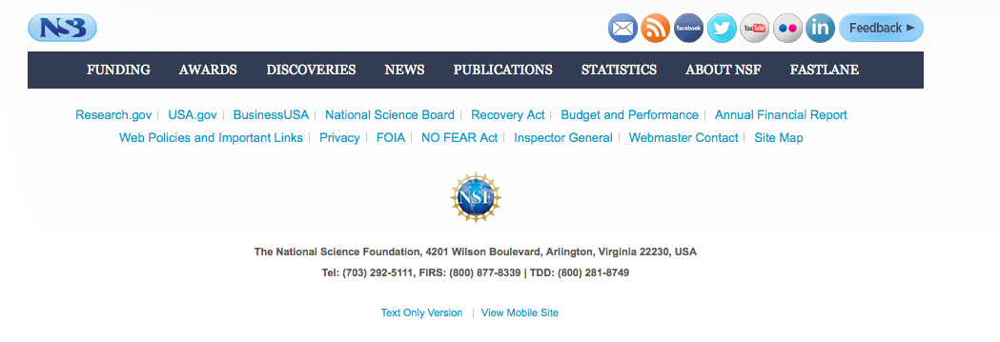 NSB
facebook
You Tube
in
Feedback ►
FUNDING AWARDS DISCOVERIES NEWS PUBLICATIONS STATISTICS ABOUT NSF FASTLANE
Research.gov | USA.gov | BusinessUSA | National Science Board | Recovery Act | Budget and Performance | Annual Financial Report
Web Policies and Important Links | Privacy | FOIA | NO FEAR Act | Inspector General | Webmaster Contact | Site Map
NSF
The National Science Foundation, 4201 Wilson Boulevard, Arlington, Virginia 22230, USA
Tel: (703) 292-5111, FIRS: (800) 877-8339 | TDD: (800) 281-8749
Text Only Version | View Mobile Site